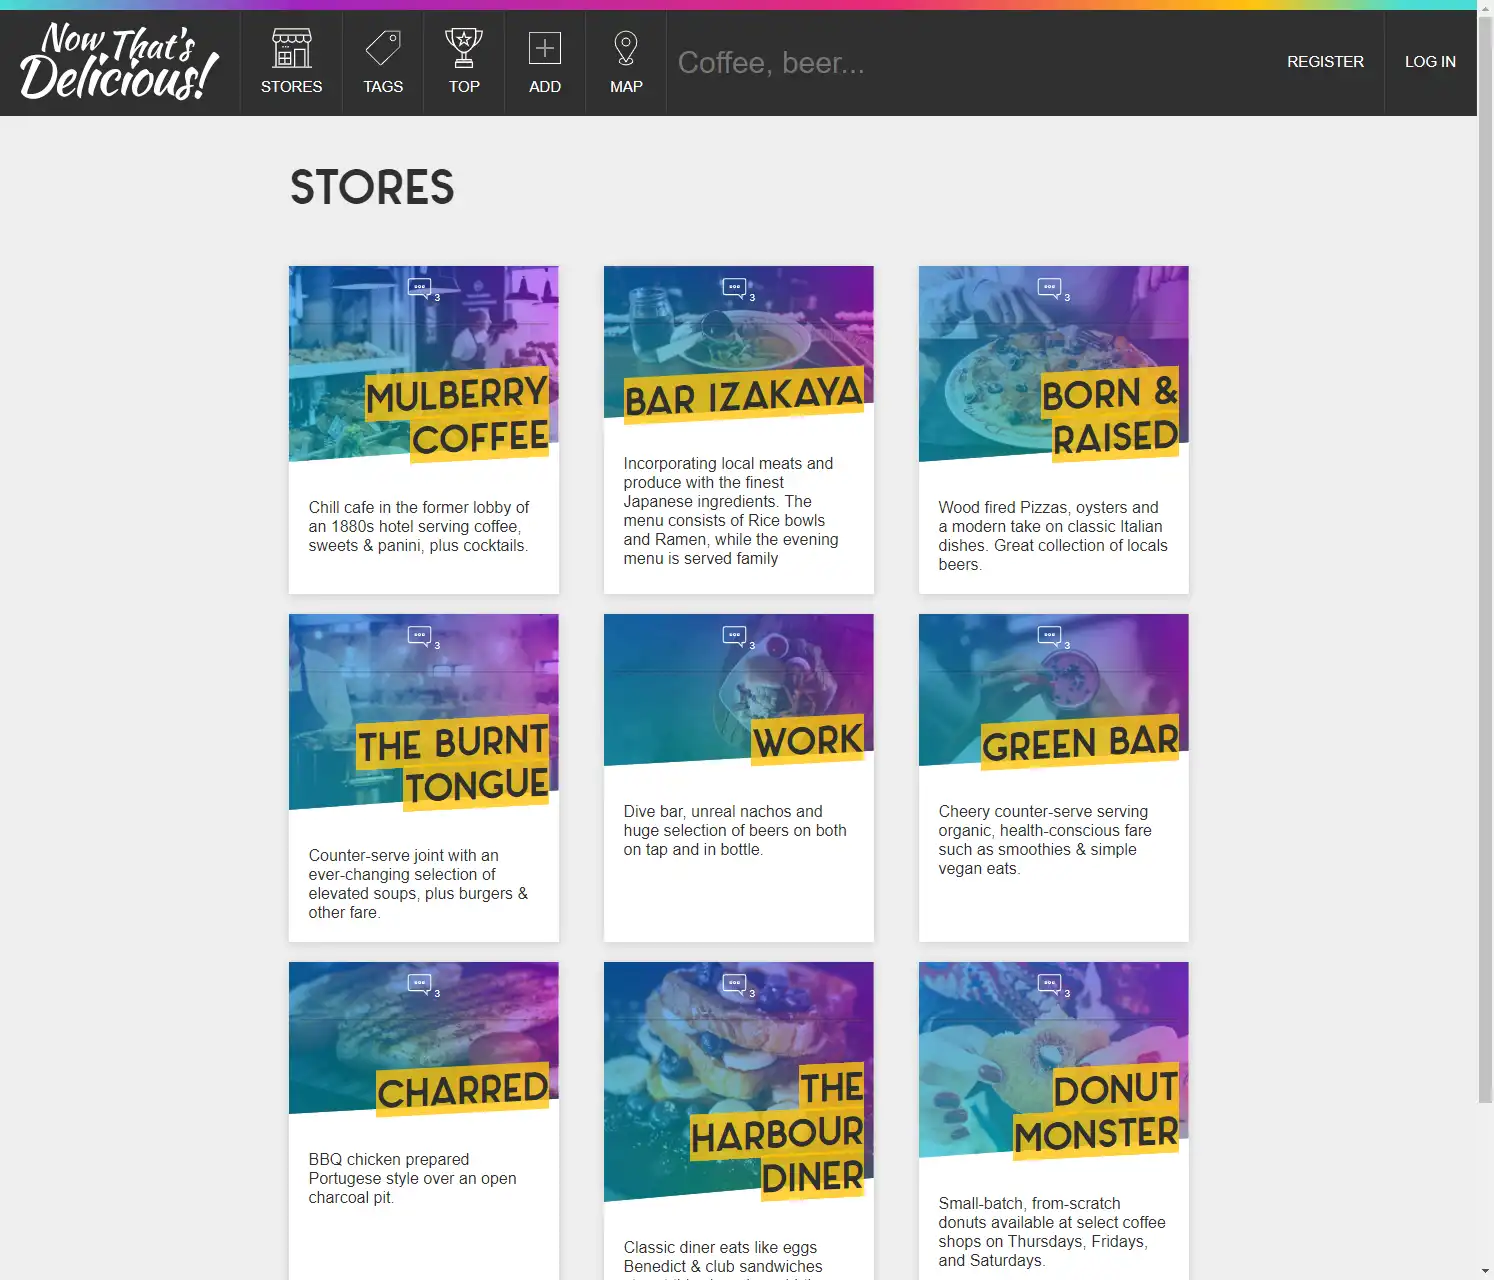 Now That's
Delicious!
STORES
TAGS
TOP
ADD
MAP
Coffee, beer...
REGISTER
LOG IN
STORES
3
MULBERRY
COFFEE
Chill cafe in the former lobby of
an 1880s hotel serving coffee,
sweets & panini, plus cocktails.
3
BAR IZAKAYA
Incorporating local meats and
produce with the finest
Japanese ingredients. The
menu consists of Rice bowls
and Ramen, while the evening
menu is served family
3
BORN &
RAISED
Wood fired Pizzas, oysters and
a modern take on classic Italian
dishes. Great collection of locals
beers.
3
THE BURNT
TONGUE
Counter-serve joint with an
ever-changing selection of
elevated soups, plus burgers &
other fare.
3
WORK
Dive bar, unreal nachos and
huge selection of beers on both
on tap and in bottle.
3
GREEN BAR
Cheery counter-serve serving
organic, health-conscious fare
such as smoothies & simple
vegan eats.
3
CHARRED
BBQ chicken prepared
Portugese style over an open
charcoal pit.
3
THE
HARBOUR
DINER
Classic diner eats like eggs
Benedict & club sandwiches
3
DONUT
MONSTER
Small-batch, from-scratch
donuts available at select coffee
shops on Thursdays, Fridays,
and Saturdays.